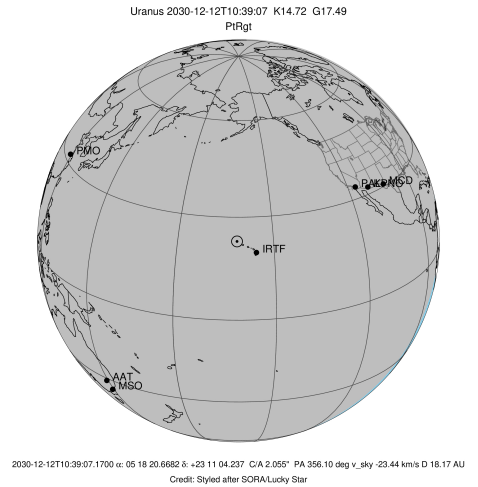 Uranus 2030-12-12T10:39:07 K14.72 G17.49
PtRgt
PMO
MCD
IRTF
AAT
MSO
2030-12-12T10:39:07.1700 α: 05 18 20.6682 δ: +23 11 04.237 C/A 2.055" PA 356.10 deg v_sky -23.44 km/s D 18.17 AU
Credit: Styled after SORA/Lucky Star